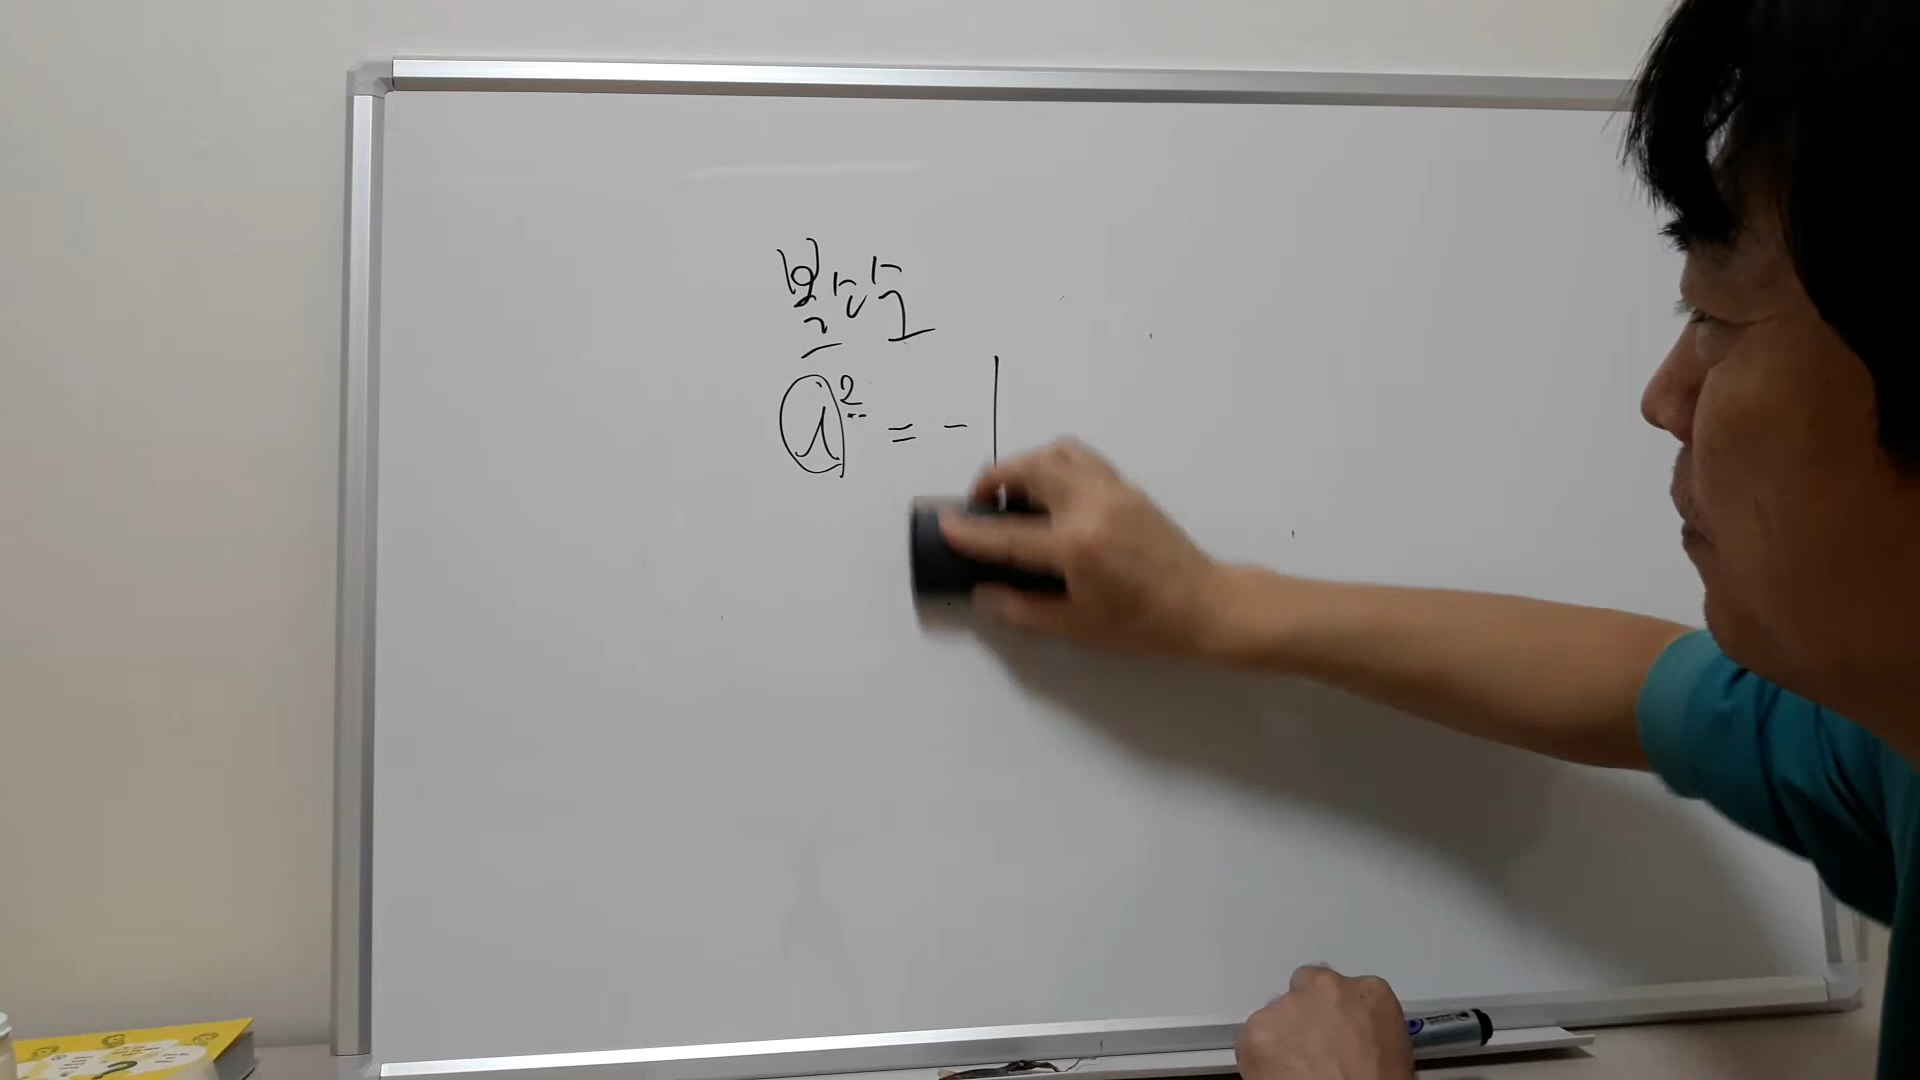 복소수
i² = -1